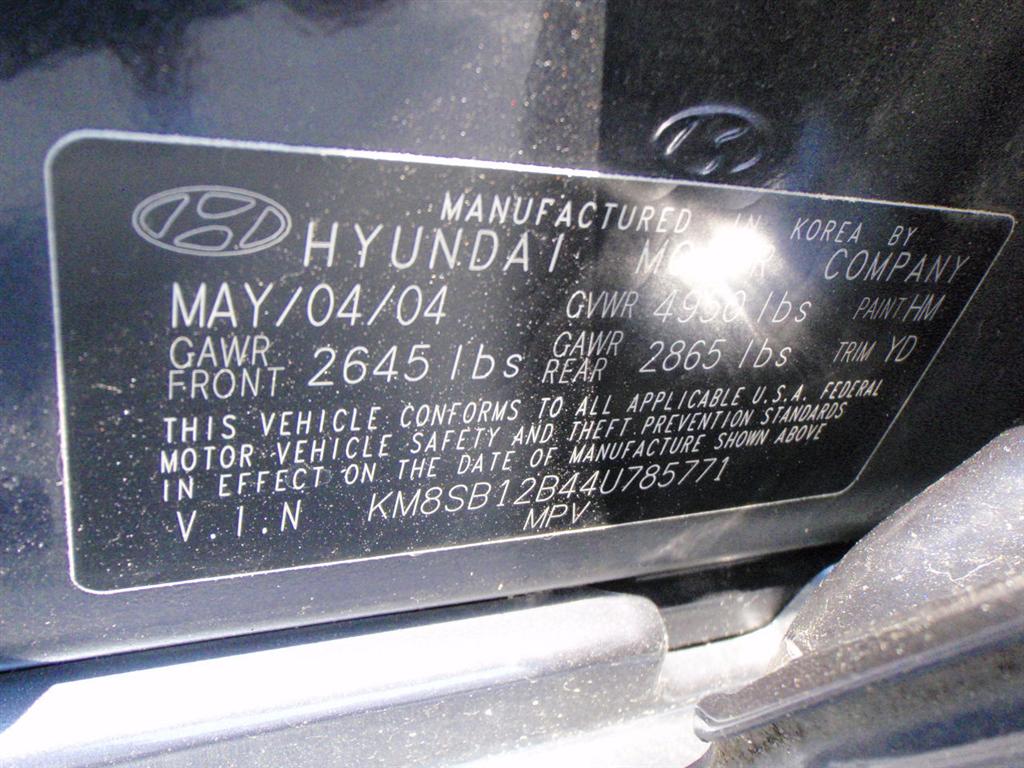 MANUFACTURED IN KOREA BY
HYUNDAI MOTOR COMPANY
MAY/04/04 GVWR 4950 lbs PAINT:HM
GAWR FRONT 2645 lbs GAWR REAR 2865 lbs TRIM YD
THIS VEHICLE CONFORMS TO ALL APPLICABLE U.S.A. FEDERAL
MOTOR VEHICLE SAFETY AND THEFT PREVENTION STANDARDS
IN EFFECT ON THE DATE OF MANUFACTURE SHOWN ABOVE
V.I.N KM8SB12B44U785771
MPV